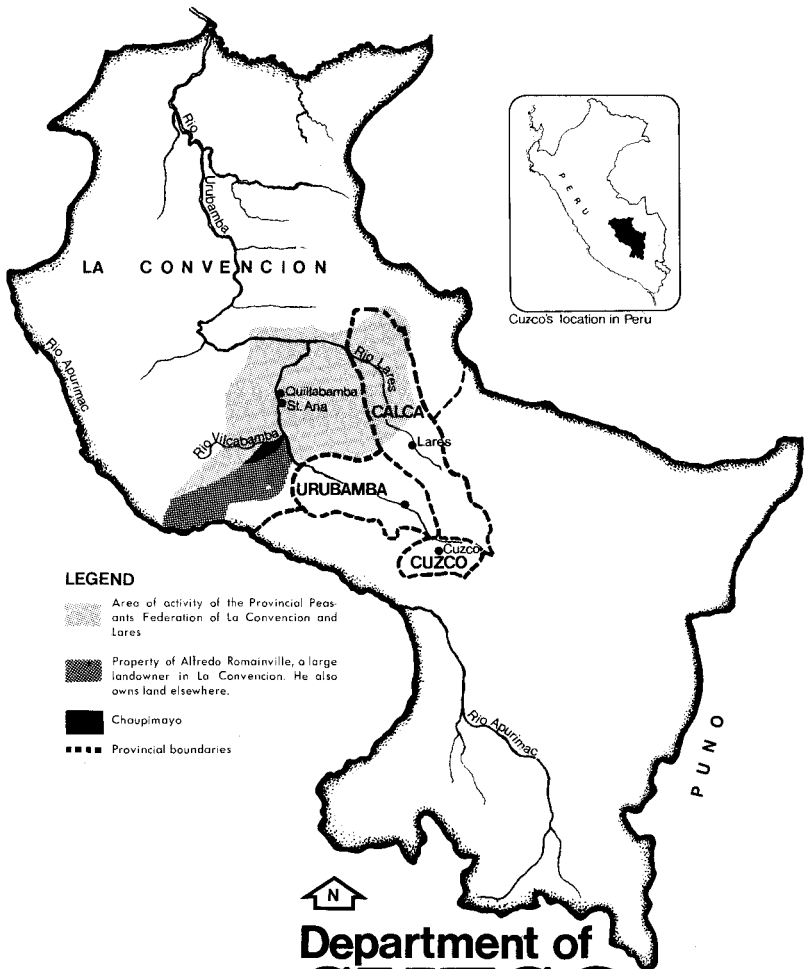 Rio
Urubamba
LA CONVENCION
PERU
Cuzco's location in Peru
Rio Apurimac
Rio Lares
Quillabamba
St. Ana
CALCA
Rio Vilcabamba
Lares
URUBAMBA
Cuzco
CUZCO
LEGEND
Area of activity of the Provincial Peas-
ants Federation of La Convencion and
Lares
Property of Alfredo Romainville, a large
landowner in La Convencion. He also
owns land elsewhere.
Chaupimayo
Provincial boundaries
Rio Apurimac
PUNO
N
Department of